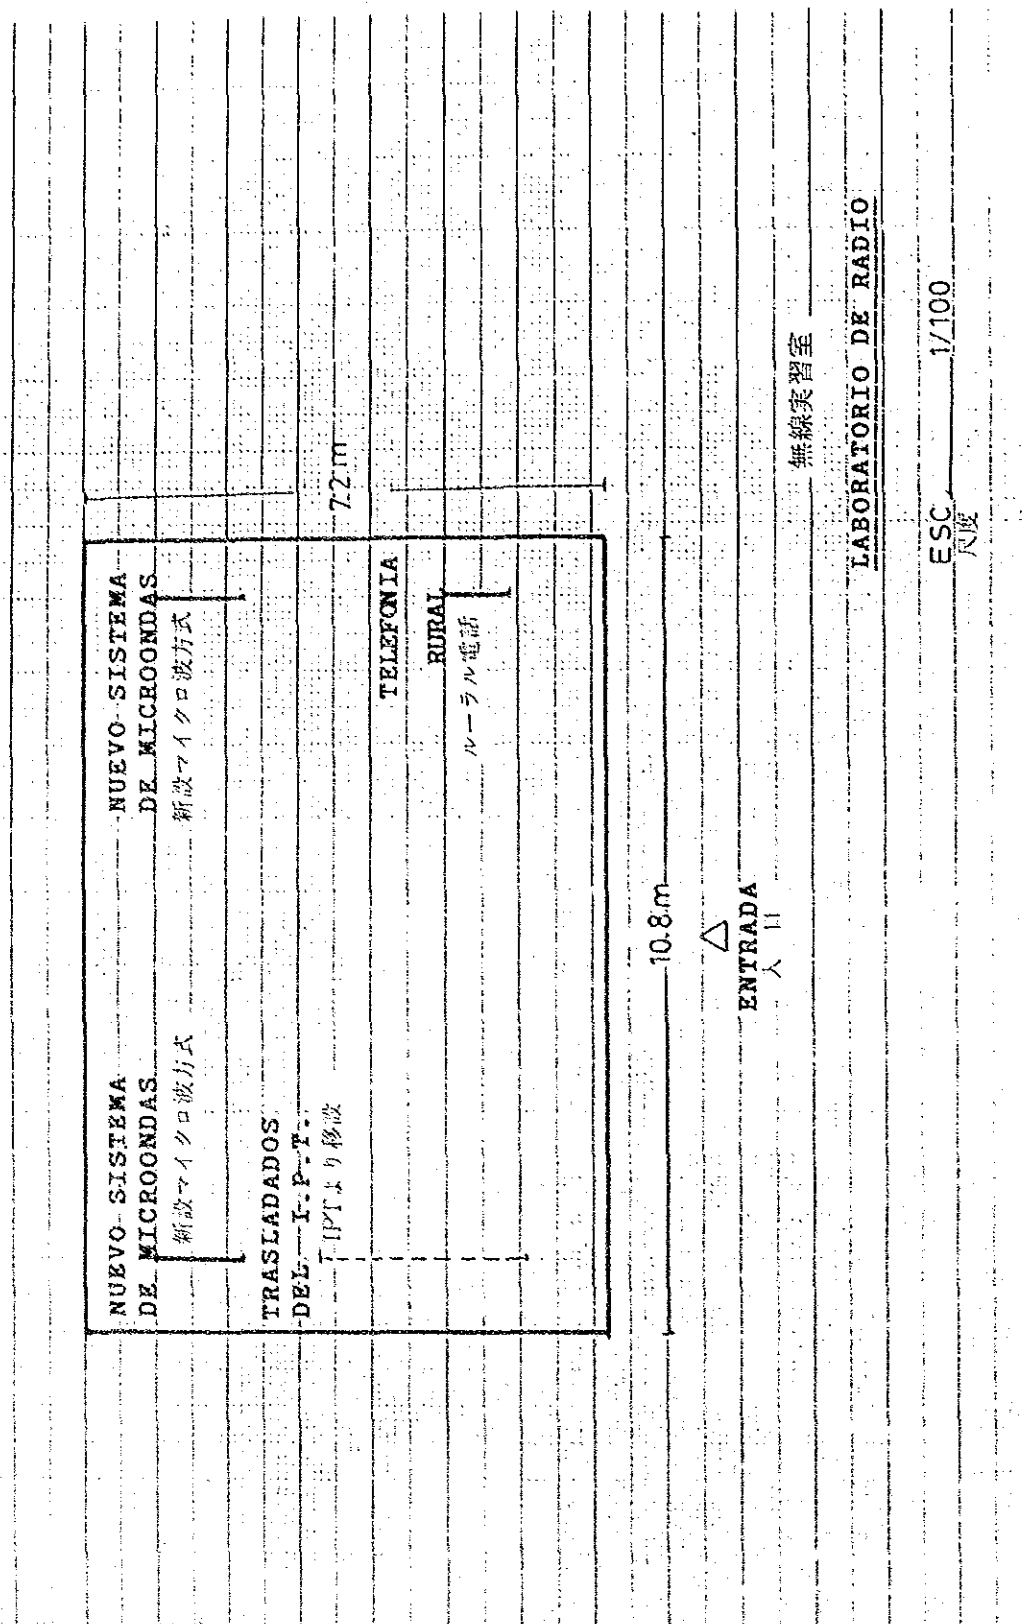 NUEVO SISTEMA
DE MICROONDAS
新設マイクロ波方式
NUEVO SISTEMA
DE MICROONDAS
新設マイクロ波方式
TRASLADADOS
DEL I.P.T.
IPTより移設
TELEFONIA
RURAL
ルーラル電話
7.2m
10.8m
ENTRADA
入口
無線実習室
LABORATORIO DE RADIO
ESC 1/100
尺度